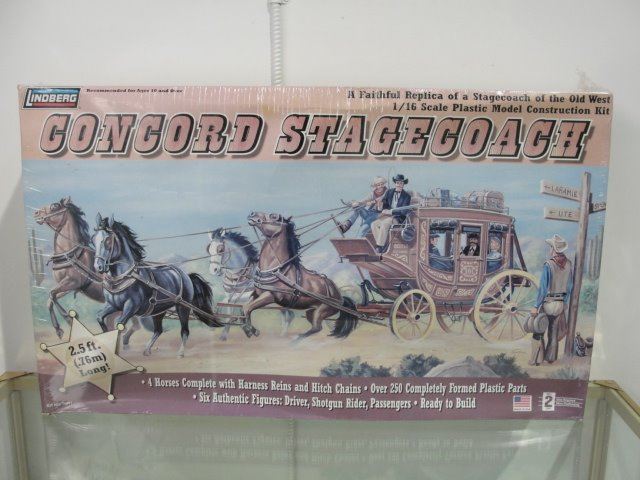 LINDBERG
Recommended for Ages 10 and Over
A Faithful Replica of a Stagecoach of the Old West
1/16 Scale Plastic Model Construction Kit
CONCORD STAGECOACH
LARAMIE
UTE
2.5 ft.
(.76m)
Long!
• 4 Horses Complete with Harness Reins and Hitch Chains • Over 250 Completely Formed Plastic Parts
• Six Authentic Figures: Driver, Shotgun Rider, Passengers • Ready to Build
2